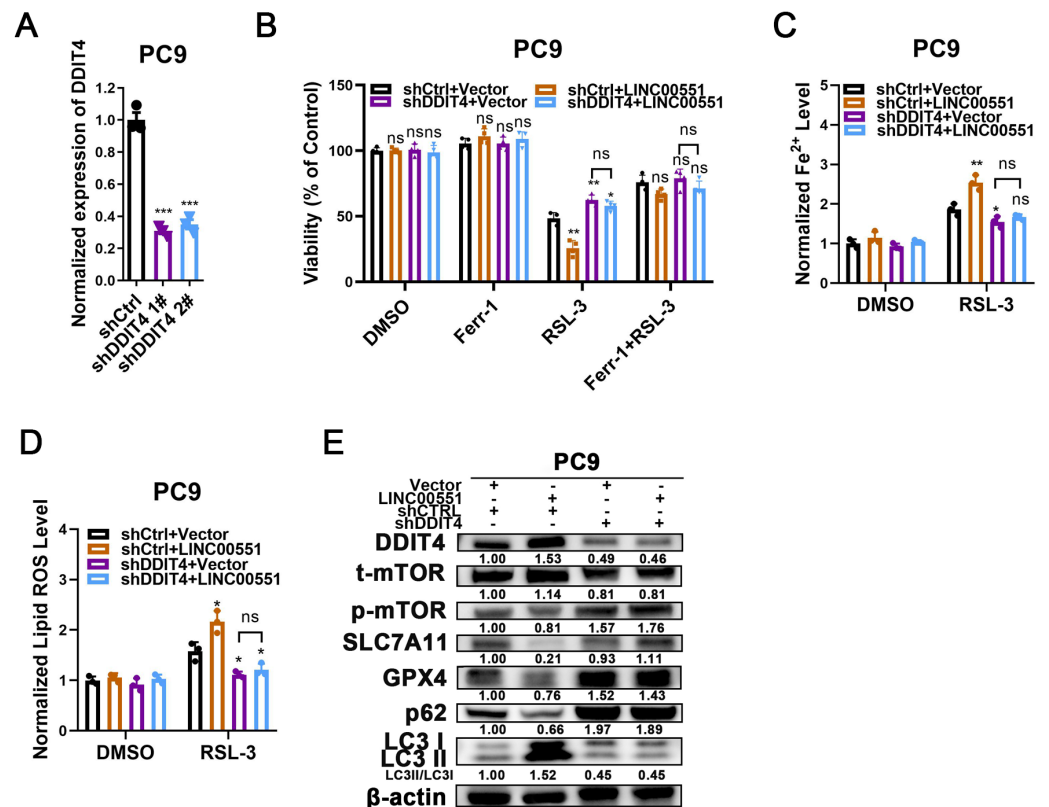 A
PC9
Normalized expression of DDIT4
1.2
1.0
0.8
0.6
0.4
0.2
0.0
***
***
shCtrl
shDDIT4 1#
shDDIT4 2#
B
PC9
shCtrl+Vector
shCtrl+LINC00551
shDDIT4+Vector
shDDIT4+LINC00551
Viability (% of Control)
150
100
50
0
ns ns ns
ns ns ns
** ** * ns
ns ns ns ns
DMSO
Ferr-1
RSL-3
Ferr-1+RSL-3
C
PC9
shCtrl+Vector
shCtrl+LINC00551
shDDIT4+Vector
shDDIT4+LINC00551
Normalized Fe²⁺ Level
5
4
3
2
1
0
** * ns ns
DMSO RSL-3
D
PC9
shCtrl+Vector
shCtrl+LINC00551
shDDIT4+Vector
shDDIT4+LINC00551
Normalized Lipid ROS Level
4
3
2
1
0
* * * ns
DMSO RSL-3
E
PC9
Vector + - + -
LINC00551 - + - +
shCTRL + + - -
shDDIT4 - - + +
DDIT4
1.00 1.53 0.49 0.46
t-mTOR
1.00 1.14 0.81 0.81
p-mTOR
1.00 0.81 1.57 1.76
SLC7A11
1.00 0.21 0.93 1.11
GPX4
1.00 0.76 1.52 1.43
p62
1.00 0.66 1.97 1.89
LC3 I
LC3 II
LC3II/LC3I 1.00 1.52 0.45 0.45
β-actin